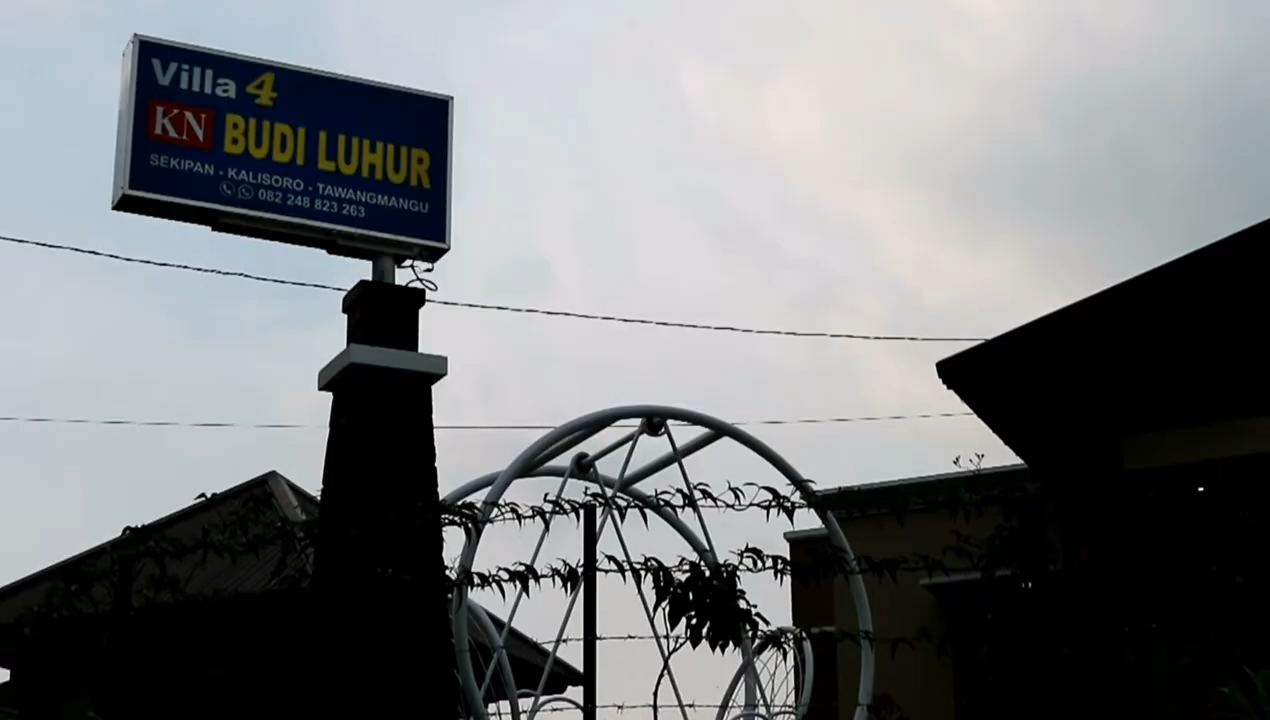 Villa 4
KN BUDI LUHUR
SEKIPAN - KALISORO - TAWANGMANGU
082 248 823 263